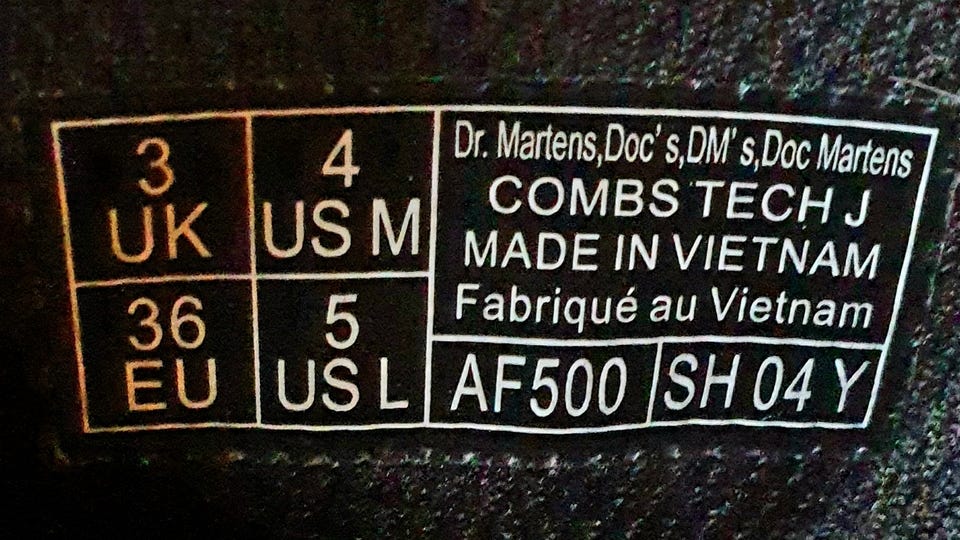 3
UK
4
US M
36
EU
5
US L
Dr. Martens,Doc's,DM's,Doc Martens
COMBS TECH J
MADE IN VIETNAM
Fabriqué au Vietnam
AF500
SH 04 Y